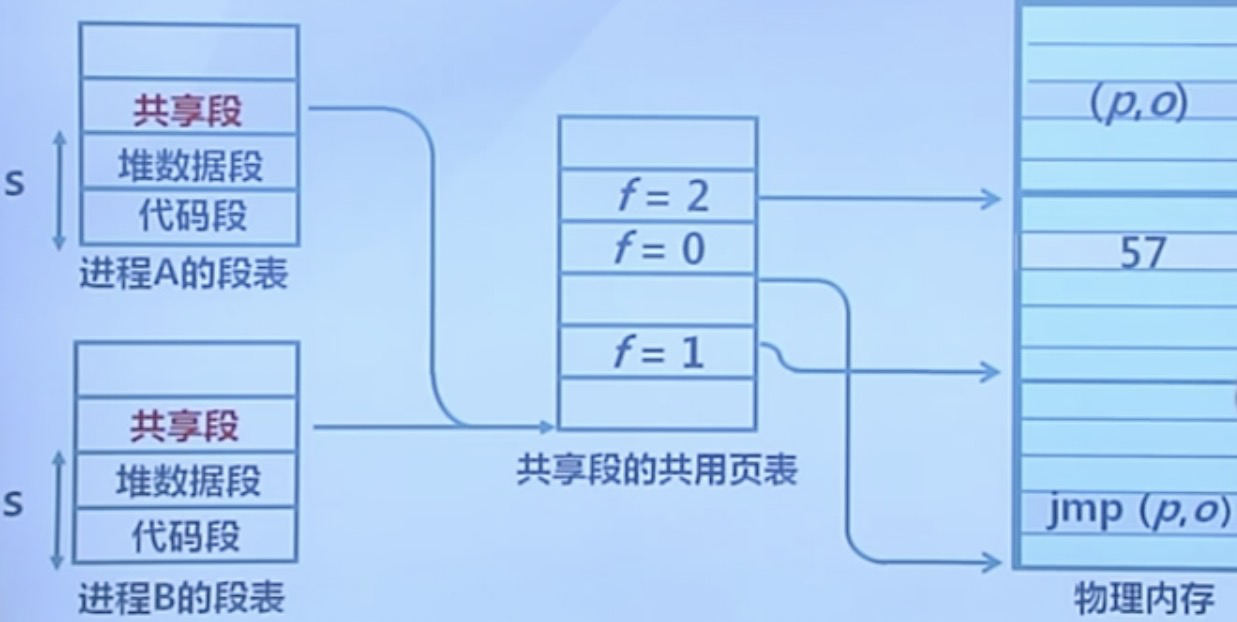 共享段
堆数据段
代码段
s
进程A的段表
共享段
堆数据段
代码段
s
进程B的段表
f = 2
f = 0
f = 1
共享段的共用页表
(p,o)
57
jmp (p,o)
物理内存